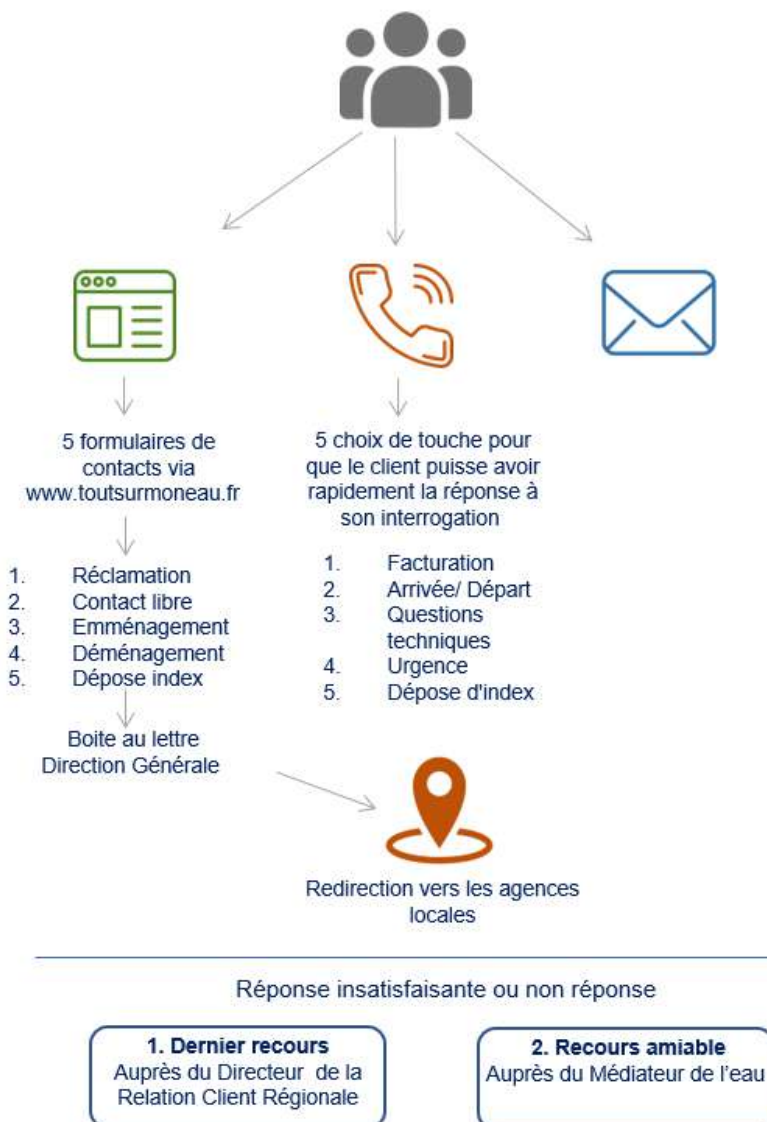 5 formulaires de
contacts via
www.toutsurmoneau.fr
1. Réclamation
2. Contact libre
3. Emménagement
4. Déménagement
5. Dépose index
Boite au lettre
Direction Générale
5 choix de touche pour
que le client puisse avoir
rapidement la réponse à
son interrogation
1. Facturation
2. Arrivée/ Départ
3. Questions
techniques
4. Urgence
5. Dépose d'index
Redirection vers les agences
locales
Réponse insatisfaisante ou non réponse
1. Dernier recours
Auprès du Directeur de la
Relation Client Régionale
2. Recours amiable
Auprès du Médiateur de l'eau